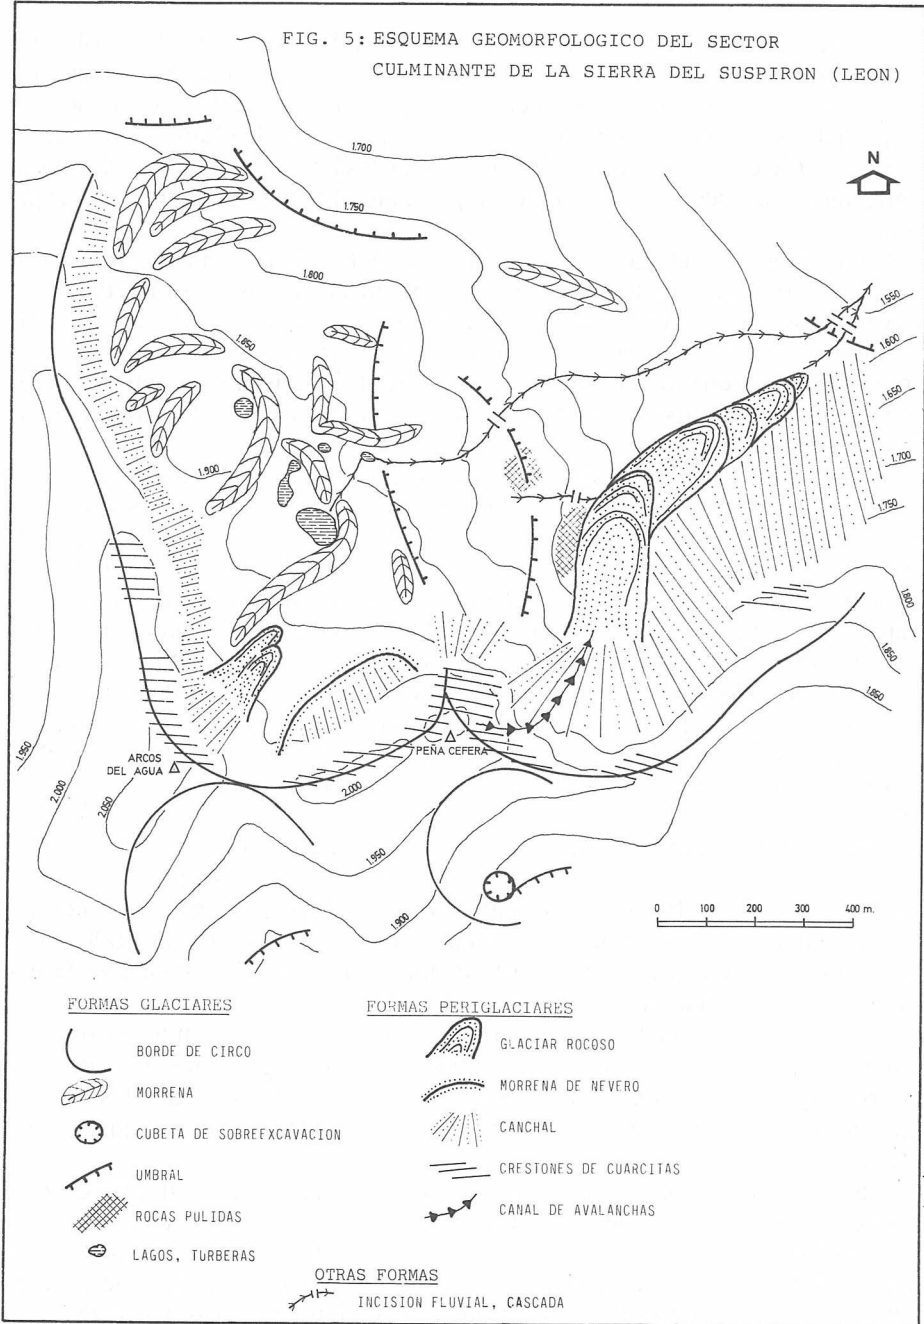 FIG. 5: ESQUEMA GEOMORFOLOGICO DEL SECTOR
CULMINANTE DE LA SIERRA DEL SUSPIRON (LEON)
N
1.700
1.750
1.800
1.850
1.900
1.550
1.600
1.650
1.700
1.750
1.800
1.850
1.850
ARCOS
DEL AGUA
PEÑA CEFERA
1.950
2.000
2.050
2.000
1.950
1.900
0 100 200 300 400 m.
FORMAS GLACIARES
BORDE DE CIRCO
MORRENA
CUBETA DE SOBREEXCAVACION
UMBRAL
ROCAS PULIDAS
LAGOS, TURBERAS
FORMAS PERIGLACIARES
GLACIAR ROCOSO
MORRENA DE NEVERO
CANCHAL
CRESTONES DE CUARCITAS
CANAL DE AVALANCHAS
OTRAS FORMAS
INCISION FLUVIAL, CASCADA